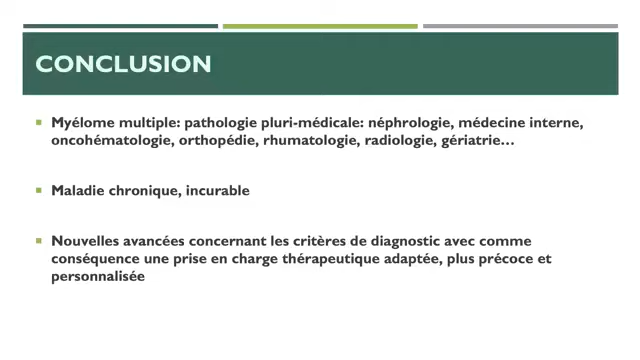 CONCLUSION
Myélome multiple: pathologie pluri-médicale: néphrologie, médecine interne,
oncohématologie, orthopédie, rhumatologie, radiologie, gériatrie…
Maladie chronique, incurable
Nouvelles avancées concernant les critères de diagnostic avec comme
conséquence une prise en charge thérapeutique adaptée, plus précoce et
personnalisée